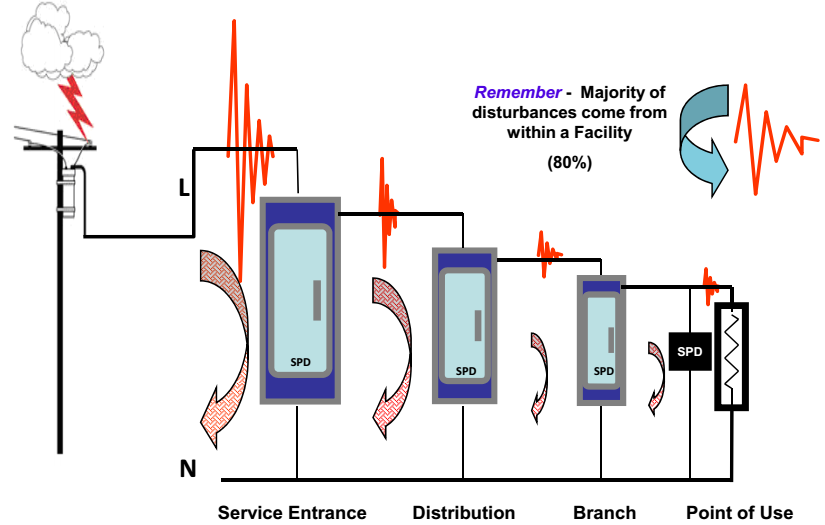 Remember - Majority of
disturbances come from
within a Facility
(80%)
L
SPD
SPD
SPD
SPD
N
Service Entrance
Distribution
Branch
Point of Use